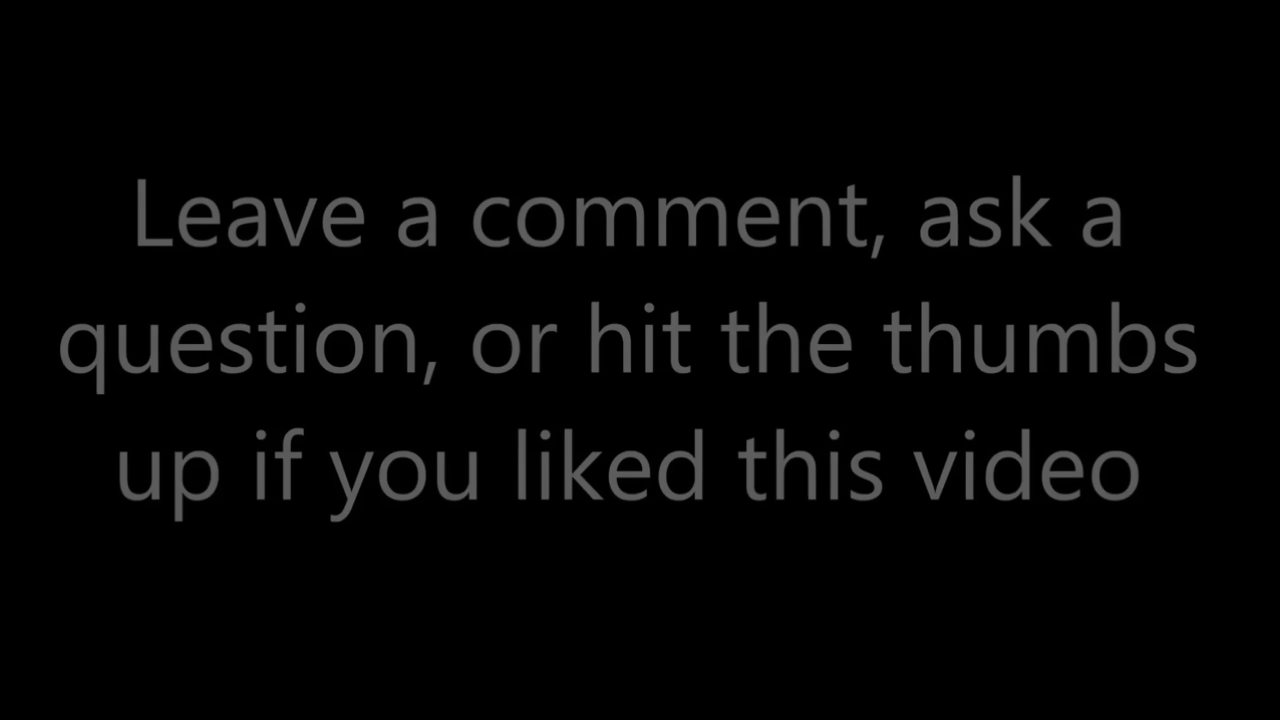 Leave a comment, ask a
question, or hit the thumbs
up if you liked this video